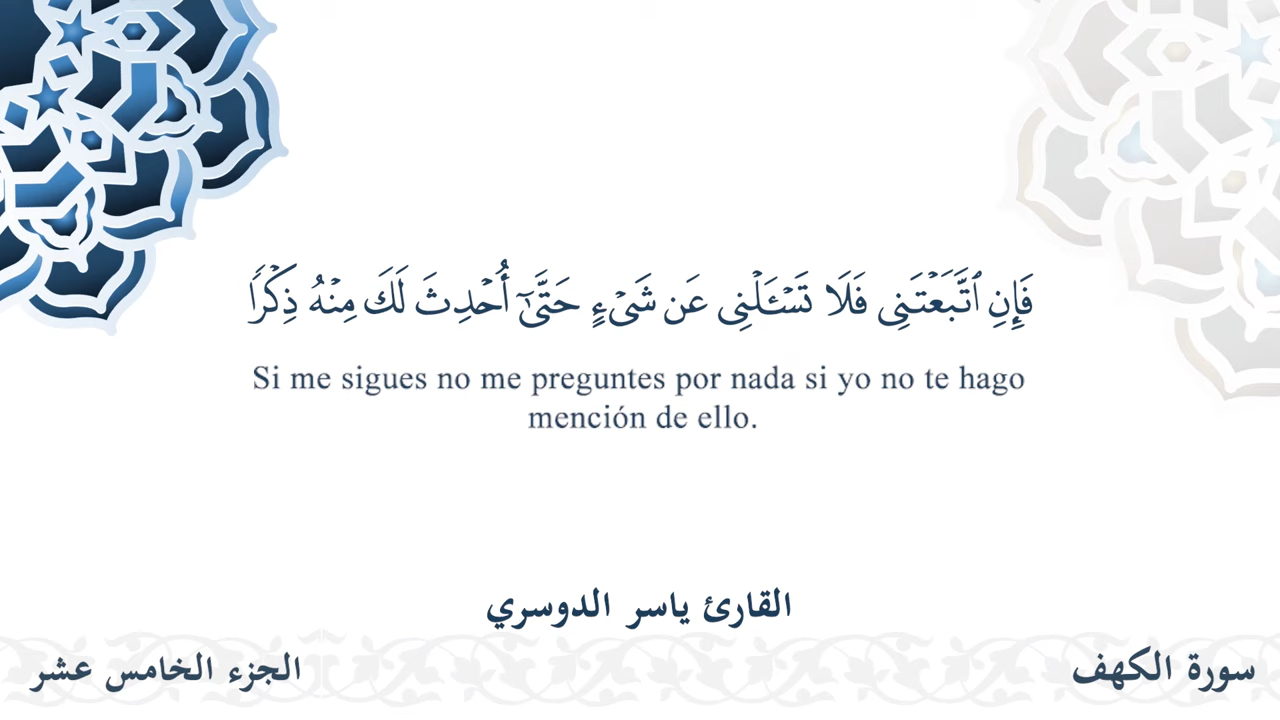 فَإِنِ ٱتَّبَعْتَنِى فَلَا تَسْـَٔلْنِى عَن شَىْءٍ حَتَّىٰٓ أُحْدِثَ لَكَ مِنْهُ ذِكْرًا
Si me sigues no me preguntes por nada si yo no te hago
mención de ello.
القارئ ياسر الدوسري
سورة الكهف
الجزء الخامس عشر